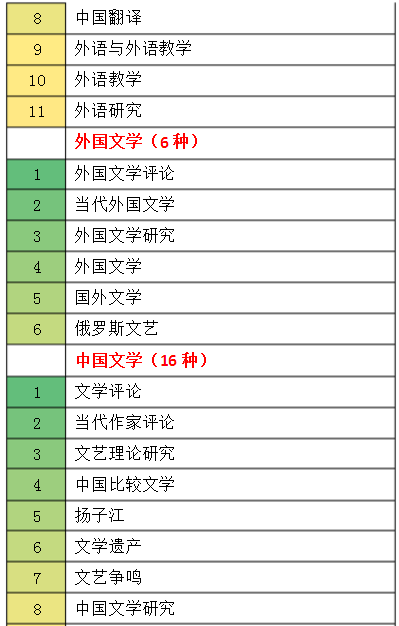 8 中国翻译
9 外语与外语教学
10 外语教学
11 外语研究
外国文学（6种）
1 外国文学评论
2 当代外国文学
3 外国文学研究
4 外国文学
5 国外文学
6 俄罗斯文艺
中国文学（16种）
1 文学评论
2 当代作家评论
3 文艺理论研究
4 中国比较文学
5 扬子江
6 文学遗产
7 文艺争鸣
8 中国文学研究